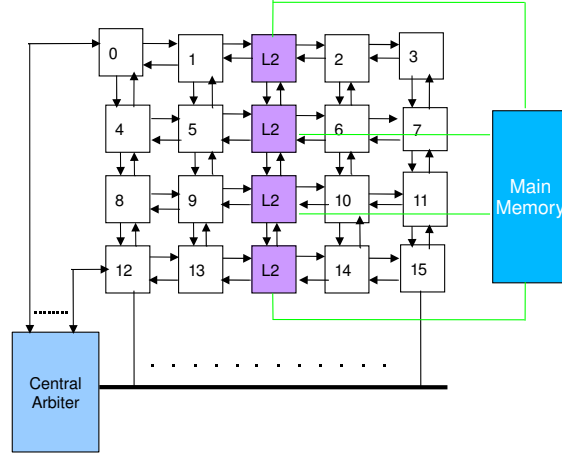 0 1 L2 2 3
4 5 L2 6 7
8 9 L2 10 11
12 13 L2 14 15
Main
Memory
Central
Arbiter